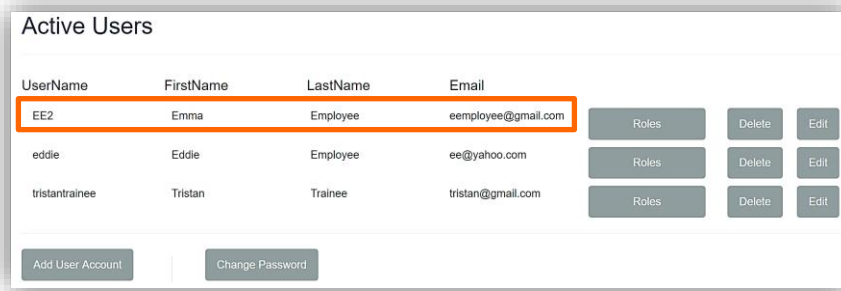 Active Users
UserName FirstName LastName Email
EE2 Emma Employee eemployee@gmail.com Roles Delete Edit
eddie Eddie Employee ee@yahoo.com Roles Delete Edit
tristantrainee Tristan Trainee tristan@gmail.com Roles Delete Edit
Add User Account Change Password